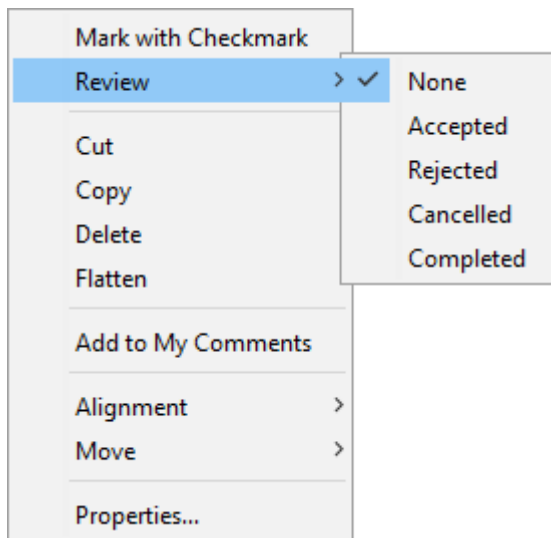 Mark with Checkmark
Review
None
Accepted
Rejected
Cancelled
Completed
Cut
Copy
Delete
Flatten
Add to My Comments
Alignment
Move
Properties...